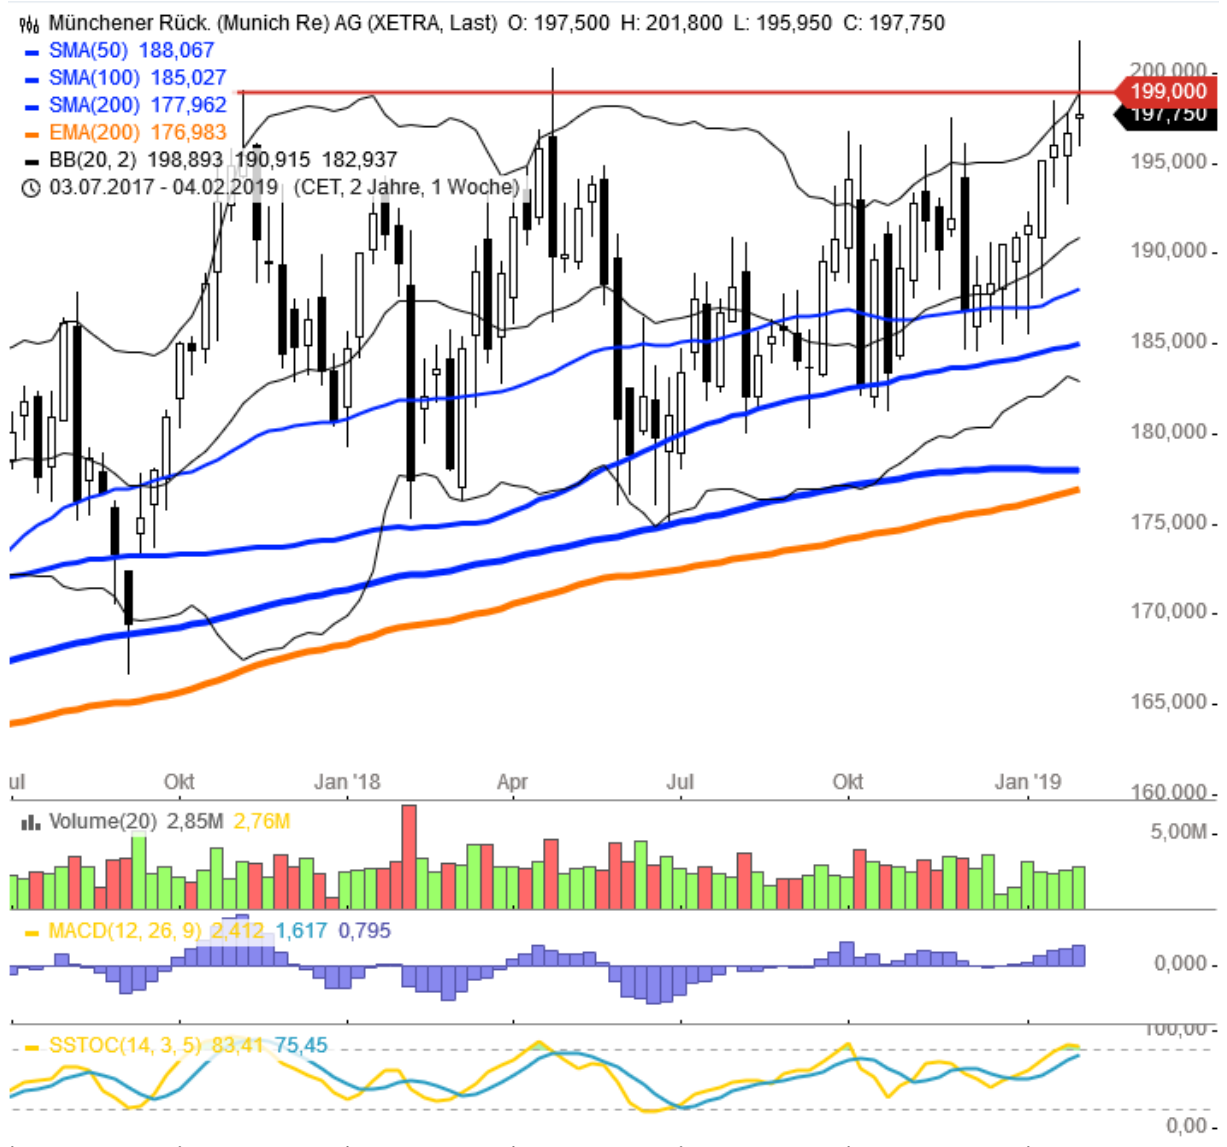 Münchener Rück. (Munich Re) AG (XETRA, Last) O: 197,500 H: 201,800 L: 195,950 C: 197,750
SMA(50) 188,067
SMA(100) 185,027
SMA(200) 177,962
EMA(200) 176,983
BB(20, 2) 198,893 190,915 182,937
03.07.2017 - 04.02.2019 (CET, 2 Jahre, 1 Woche)
200,000
199,000
197,750
195,000
190,000
185,000
180,000
175,000
170,000
165,000
160.000
ul Okt Jan '18 Apr Jul Okt Jan '19
Volume(20) 2,85M 2,76M
5,00M
MACD(12, 26, 9) 2,412 1,617 0,795
0,000
SSTOC(14, 3, 5) 83,41 75,45
100,00
0,00